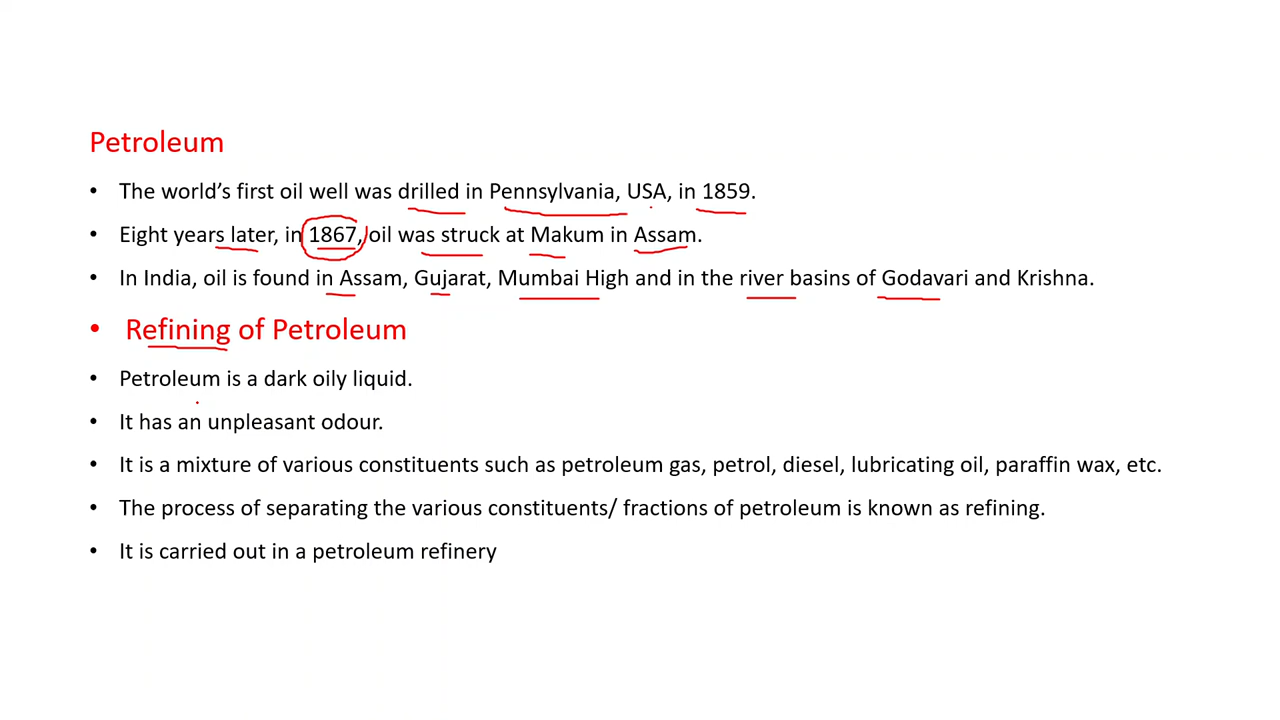 Petroleum
• The world’s first oil well was drilled in Pennsylvania, USA, in 1859.
• Eight years later, in 1867, oil was struck at Makum in Assam.
• In India, oil is found in Assam, Gujarat, Mumbai High and in the river basins of Godavari and Krishna.
• Refining of Petroleum
• Petroleum is a dark oily liquid.
• It has an unpleasant odour.
• It is a mixture of various constituents such as petroleum gas, petrol, diesel, lubricating oil, paraffin wax, etc.
• The process of separating the various constituents/ fractions of petroleum is known as refining.
• It is carried out in a petroleum refinery